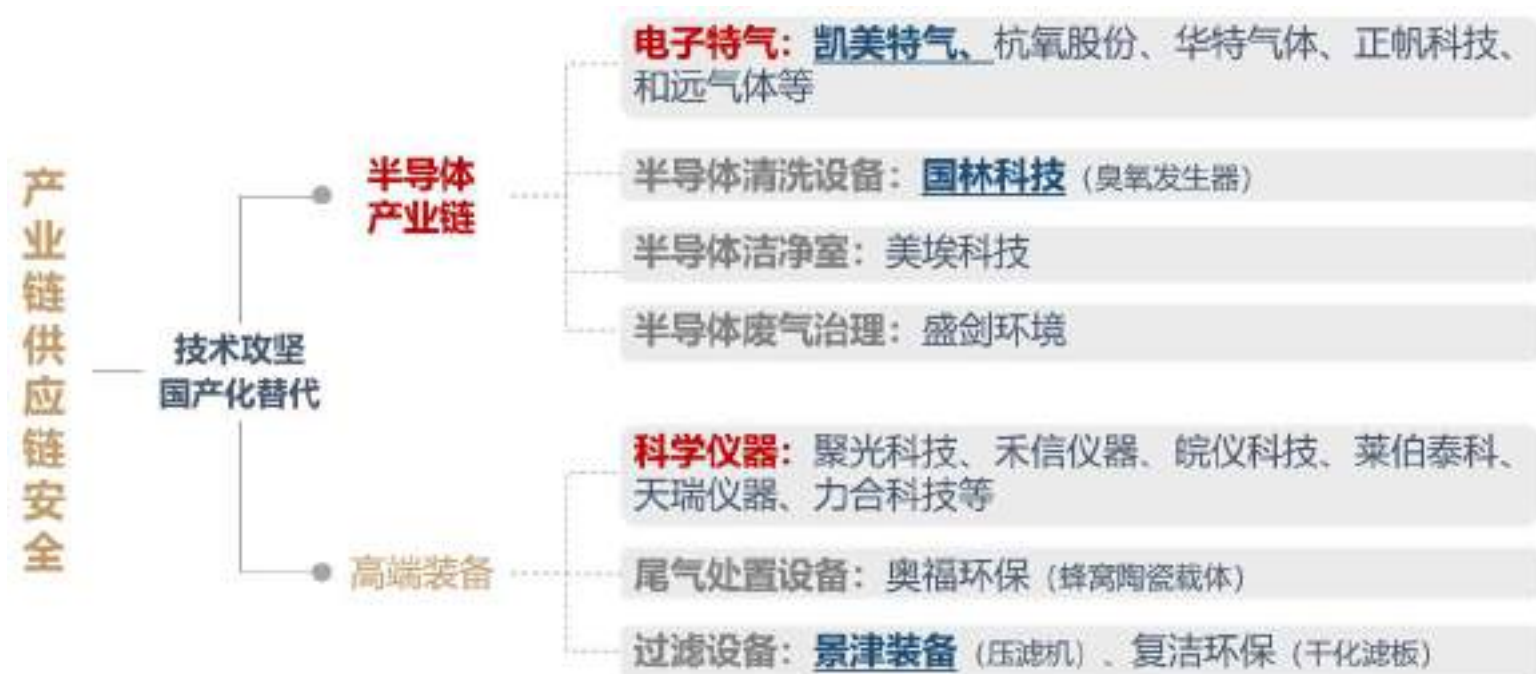 产业链供应链安全
技术攻坚
国产化替代
半导体
产业链
电子特气：凯美特气、杭氧股份、华特气体、正帆科技、
和远气体等
半导体清洗设备：国林科技（臭氧发生器）
半导体洁净室：美埃科技
半导体废气治理：盛剑环境
高端装备
科学仪器：聚光科技、禾信仪器、皖仪科技、莱伯泰科、
天瑞仪器、力合科技等
尾气处置设备：奥福环保（蜂窝陶瓷载体）
过滤设备：景津装备（压滤机）、复洁环保（干化滤板）